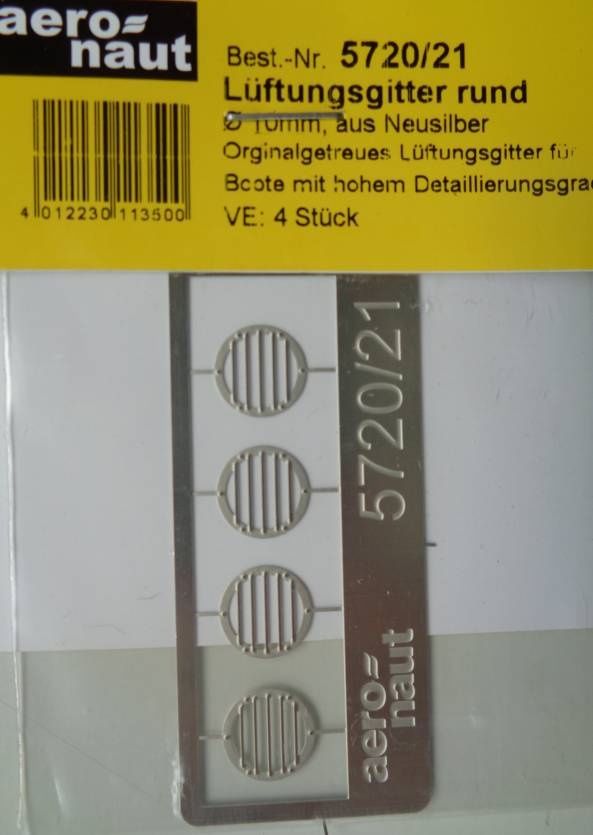 aero=
naut
Best.-Nr. 5720/21
Lüftungsgitter rund
Ø 10mm, aus Neusilber
Orginalgetreues Lüftungsgitter für
Boote mit hohem Detaillierungsgra
VE: 4 Stück
4 012230 113500
5720/21
aero=
naut